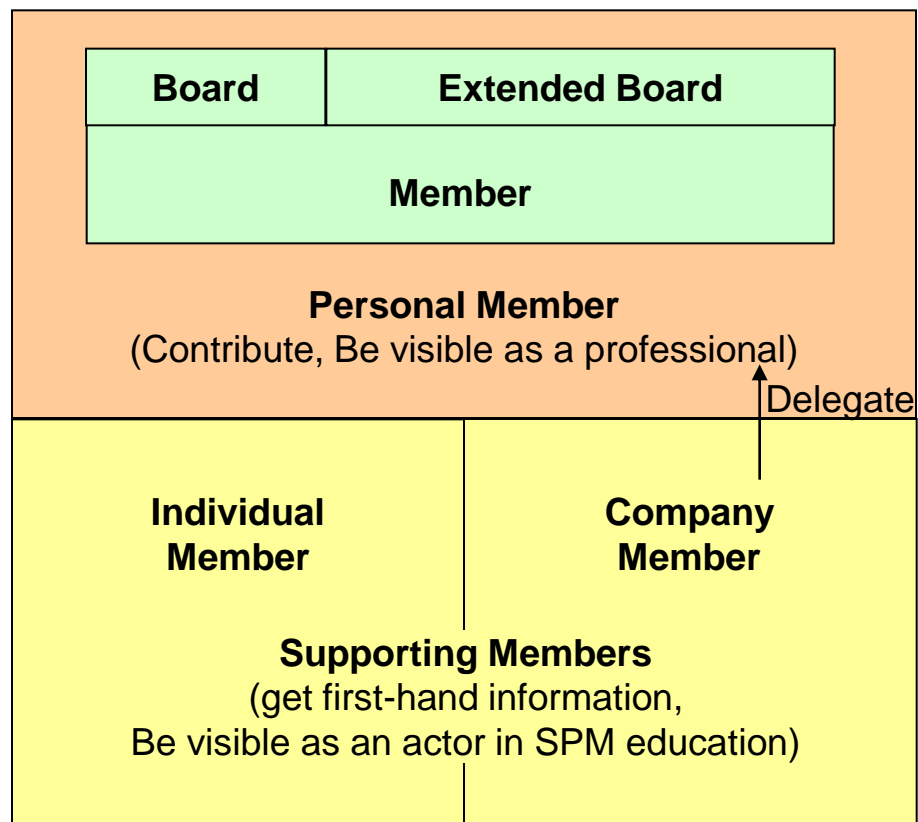 Board
Extended Board
Member
Personal Member
(Contribute, Be visible as a professional)
Delegate
Individual
Member
Company
Member
Supporting Members
(get first-hand information,
Be visible as an actor in SPM education)